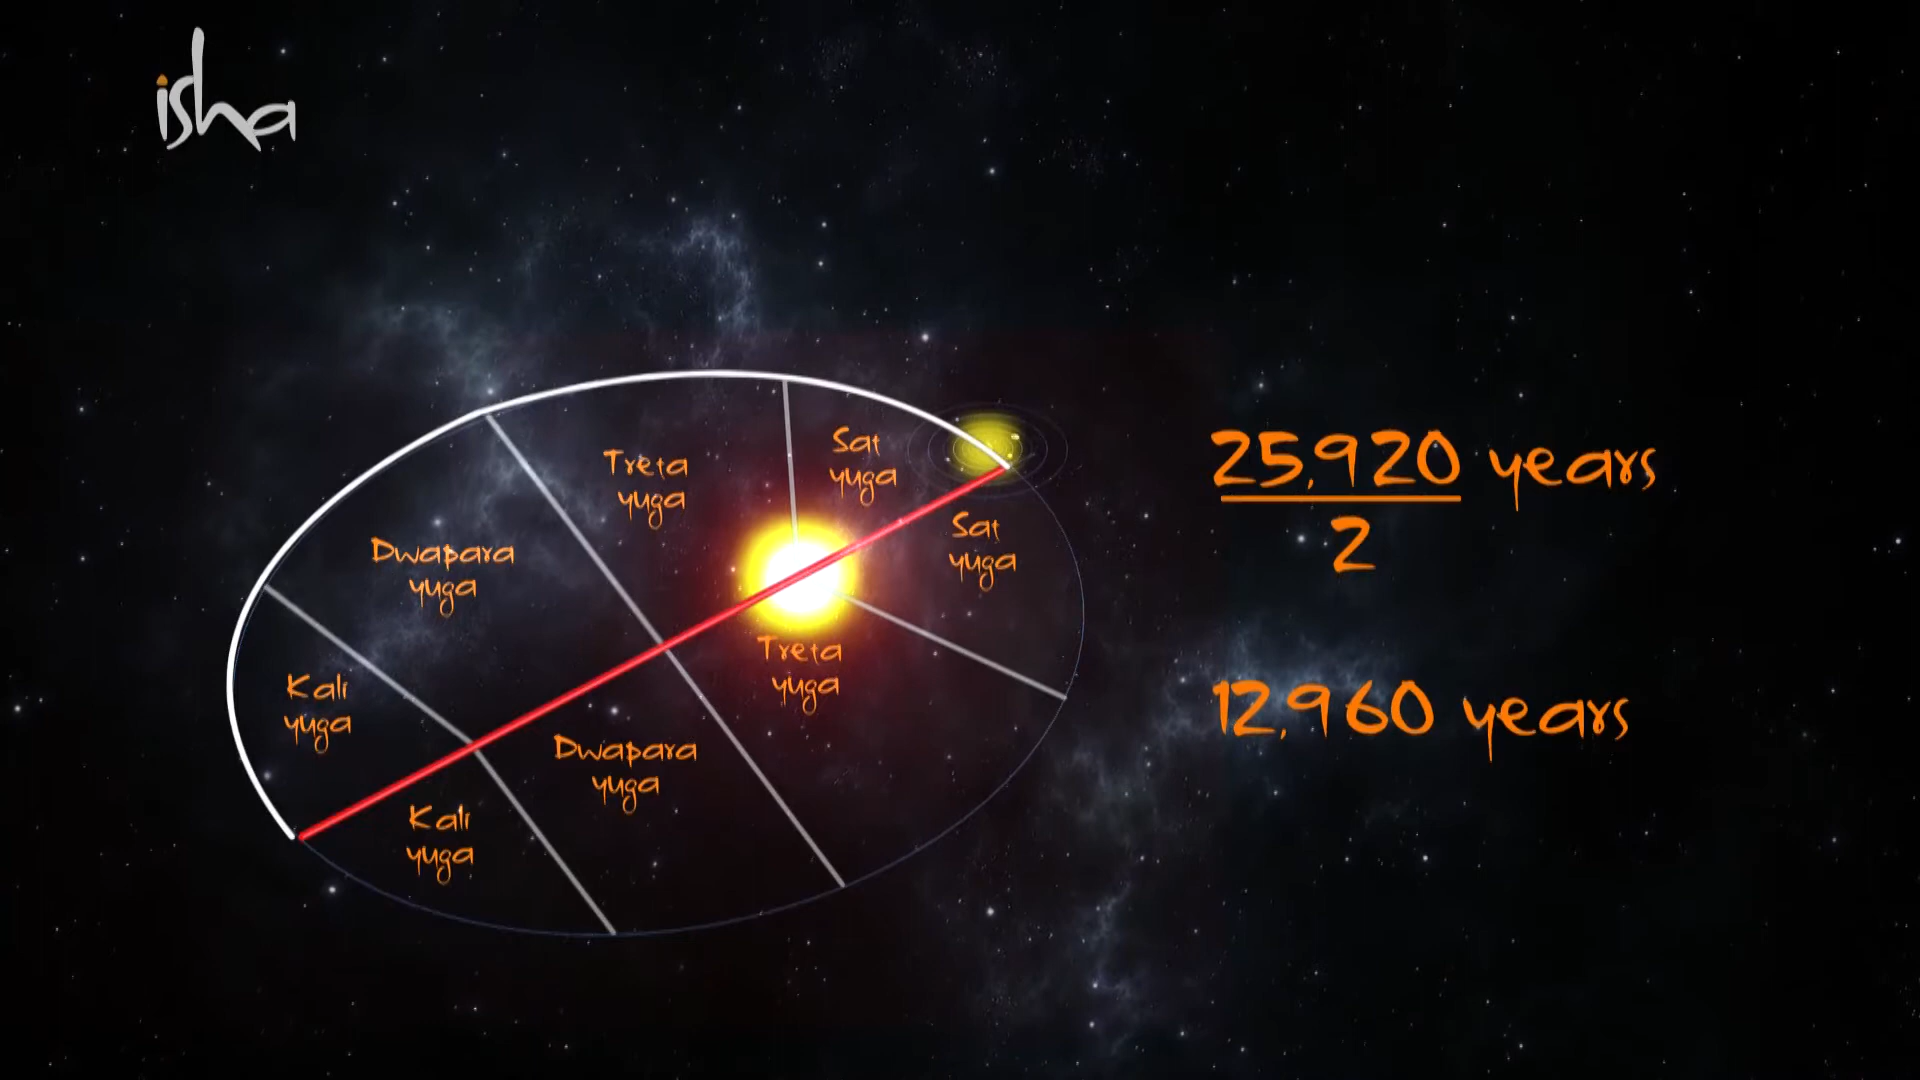 isha
Sat
yuga
Treta
yuga
Sat
yuga
Dwapara
yuga
Treta
yuga
Kali
yuga
Dwapara
yuga
Kali
yuga
25,920 years
2
12,960 years